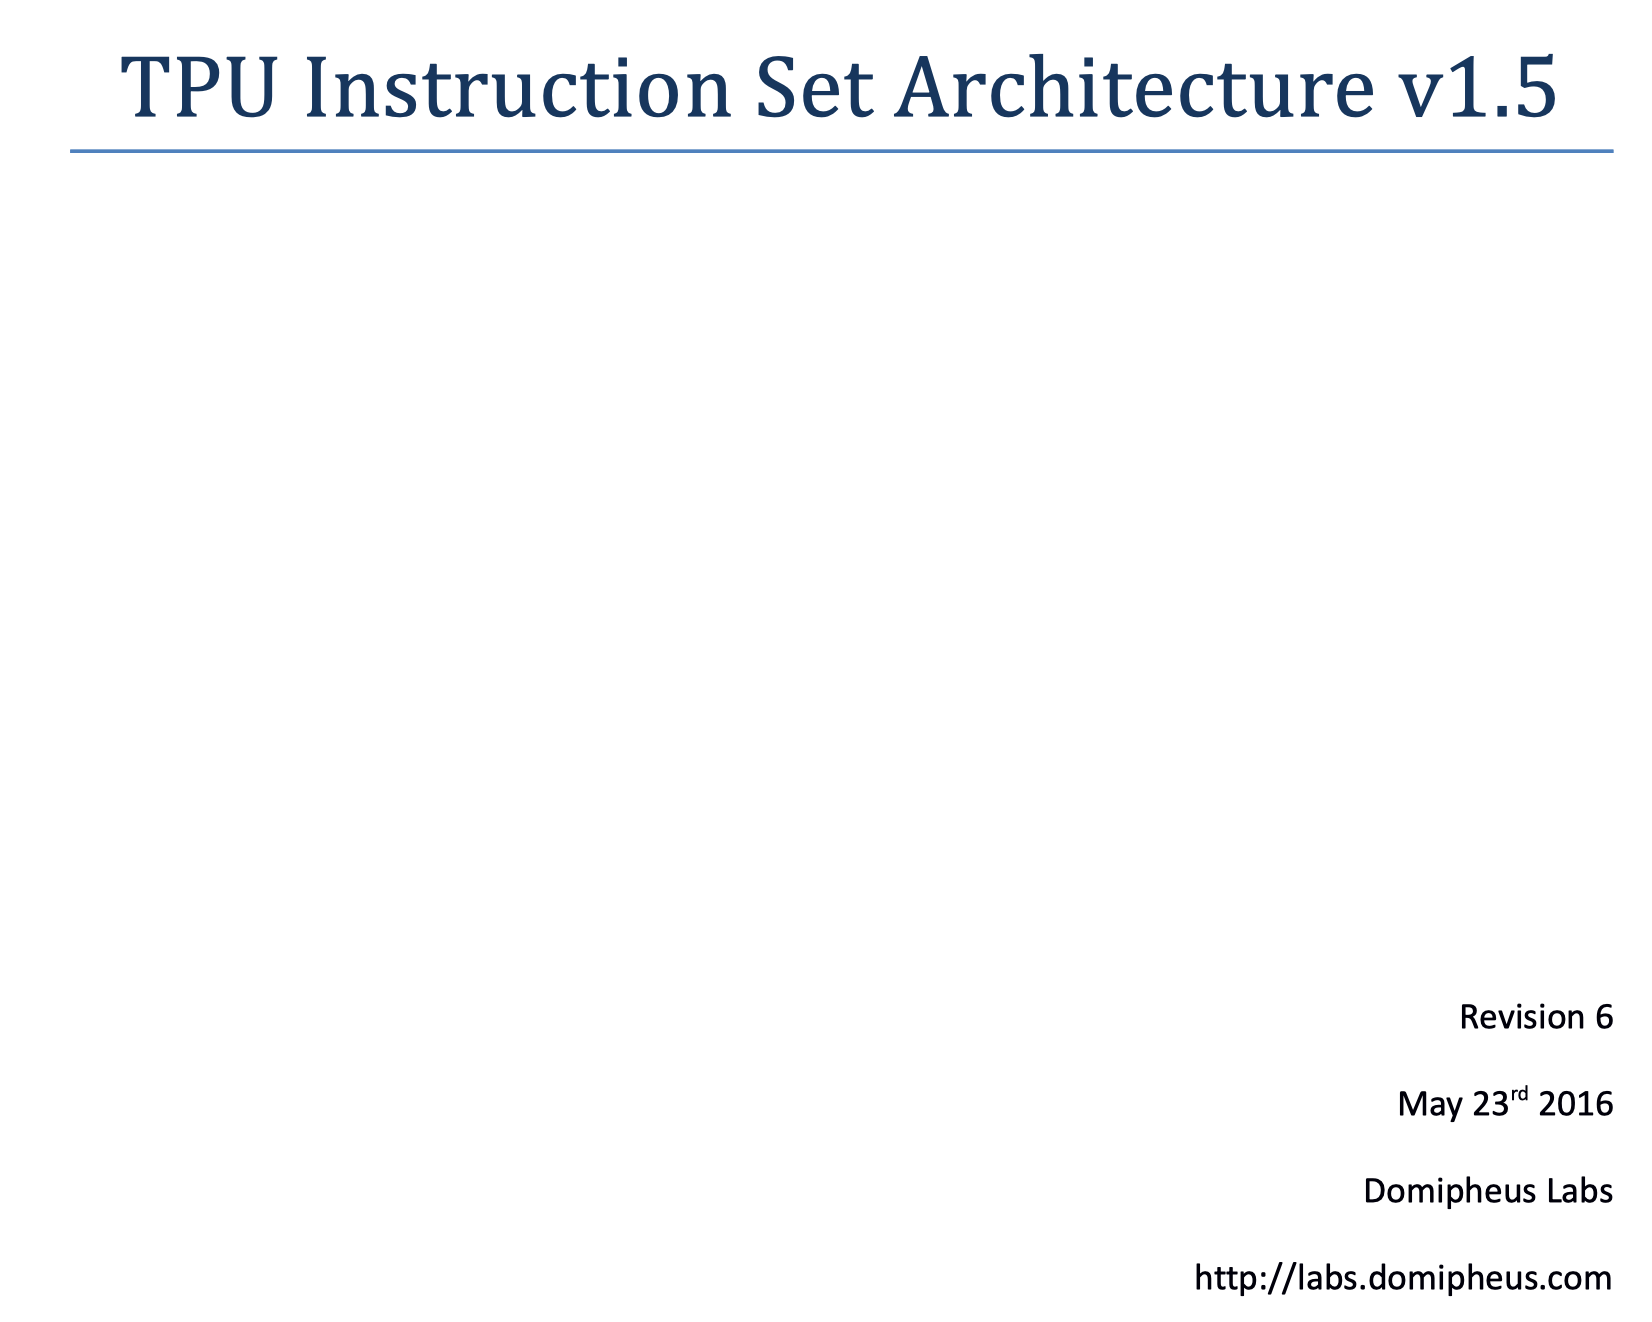 TPU Instruction Set Architecture v1.5
Revision 6
May 23rd 2016
Domipheus Labs
http://labs.domipheus.com